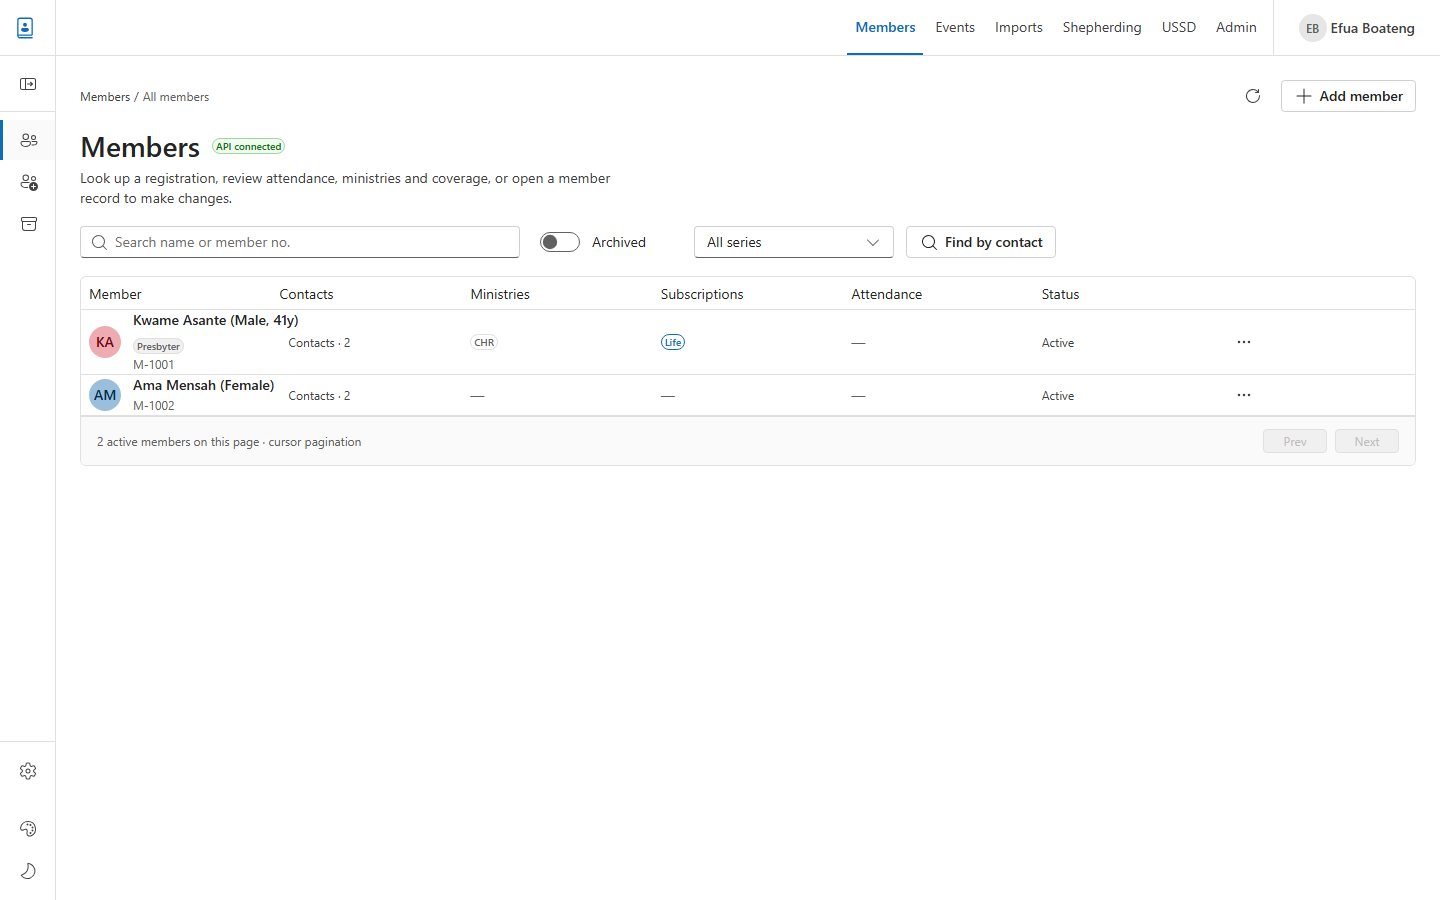 Members Events Imports Shepherding USSD Admin EB Efua Boateng
Members / All members
Add member
Members API connected
Look up a registration, review attendance, ministries and coverage, or open a member
record to make changes.
Search name or member no. Archived All series Find by contact
Member Contacts Ministries Subscriptions Attendance Status
KA Kwame Asante (Male, 41y)
Presbyter Contacts · 2 CHR Life — Active
M-1001
AM Ama Mensah (Female)
Contacts · 2 — — — Active
M-1002
2 active members on this page · cursor pagination Prev Next